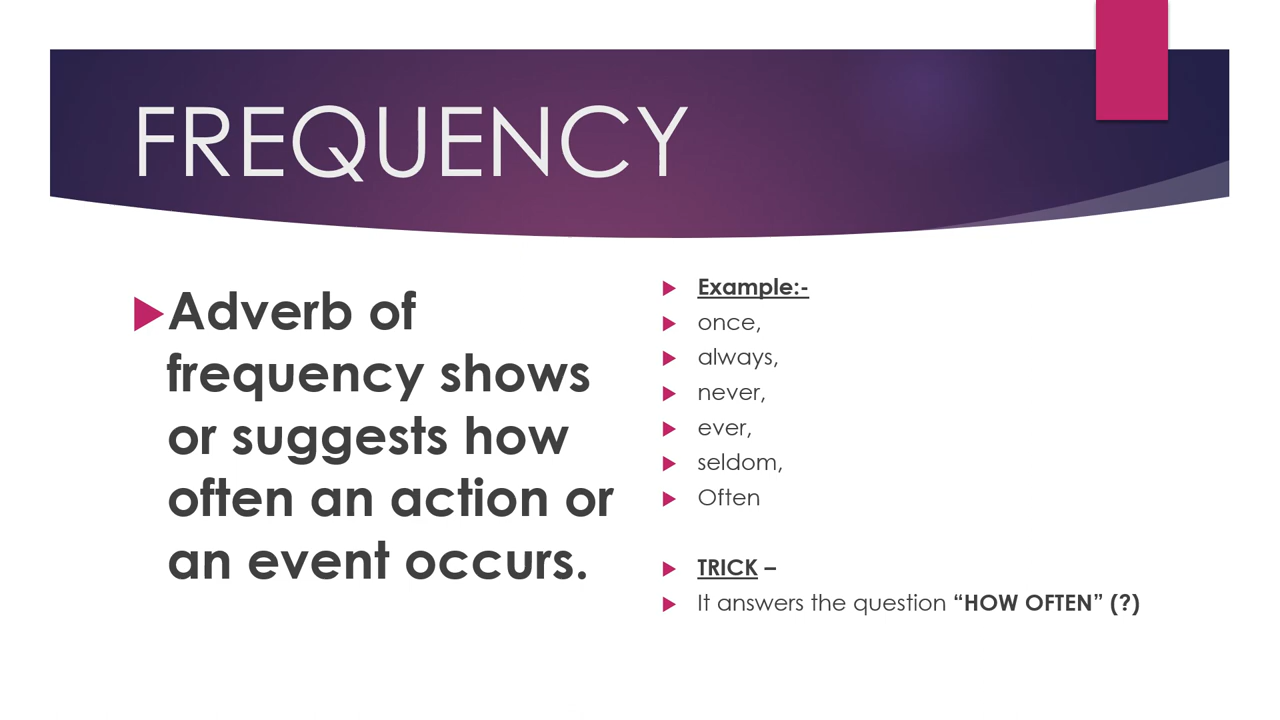 FREQUENCY
Adverb of
frequency shows
or suggests how
often an action or
an event occurs.
Example:-
once,
always,
never,
ever,
seldom,
Often
TRICK –
It answers the question “HOW OFTEN” (?)